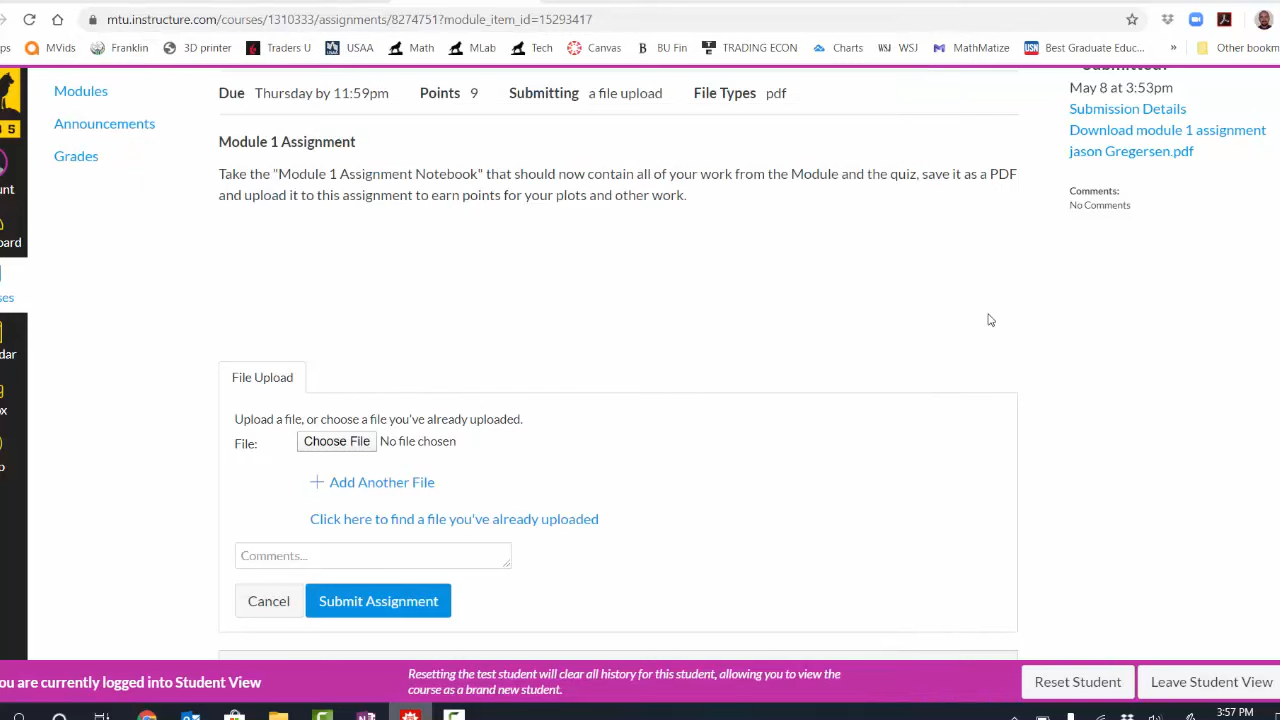 mtu.instructure.com/courses/1310333/assignments/8274751?module_item_id=15293417
ps MVids Franklin 3D printer Traders U USAA Math MLab Tech Canvas BU Fin TRADING ECON Charts WSJ WSJ MathMatize Best Graduate Educ... » Other bookm
Modules
Announcements
Grades
Due Thursday by 11:59pm Points 9 Submitting a file upload File Types pdf
Module 1 Assignment
Take the "Module 1 Assignment Notebook" that should now contain all of your work from the Module and the quiz, save it as a PDF
and upload it to this assignment to earn points for your plots and other work.
Submitted!
May 8 at 3:53pm
Submission Details
Download module 1 assignment
jason Gregersen.pdf
Comments:
No Comments
unt
oard
ses
dar
ox
File Upload
Upload a file, or choose a file you've already uploaded.
File: Choose File No file chosen
Add Another File
Click here to find a file you've already uploaded
Comments...
Cancel Submit Assignment
ou are currently logged into Student View
Resetting the test student will clear all history for this student, allowing you to view the
course as a brand new student.
Reset Student Leave Student View
3:57 PM